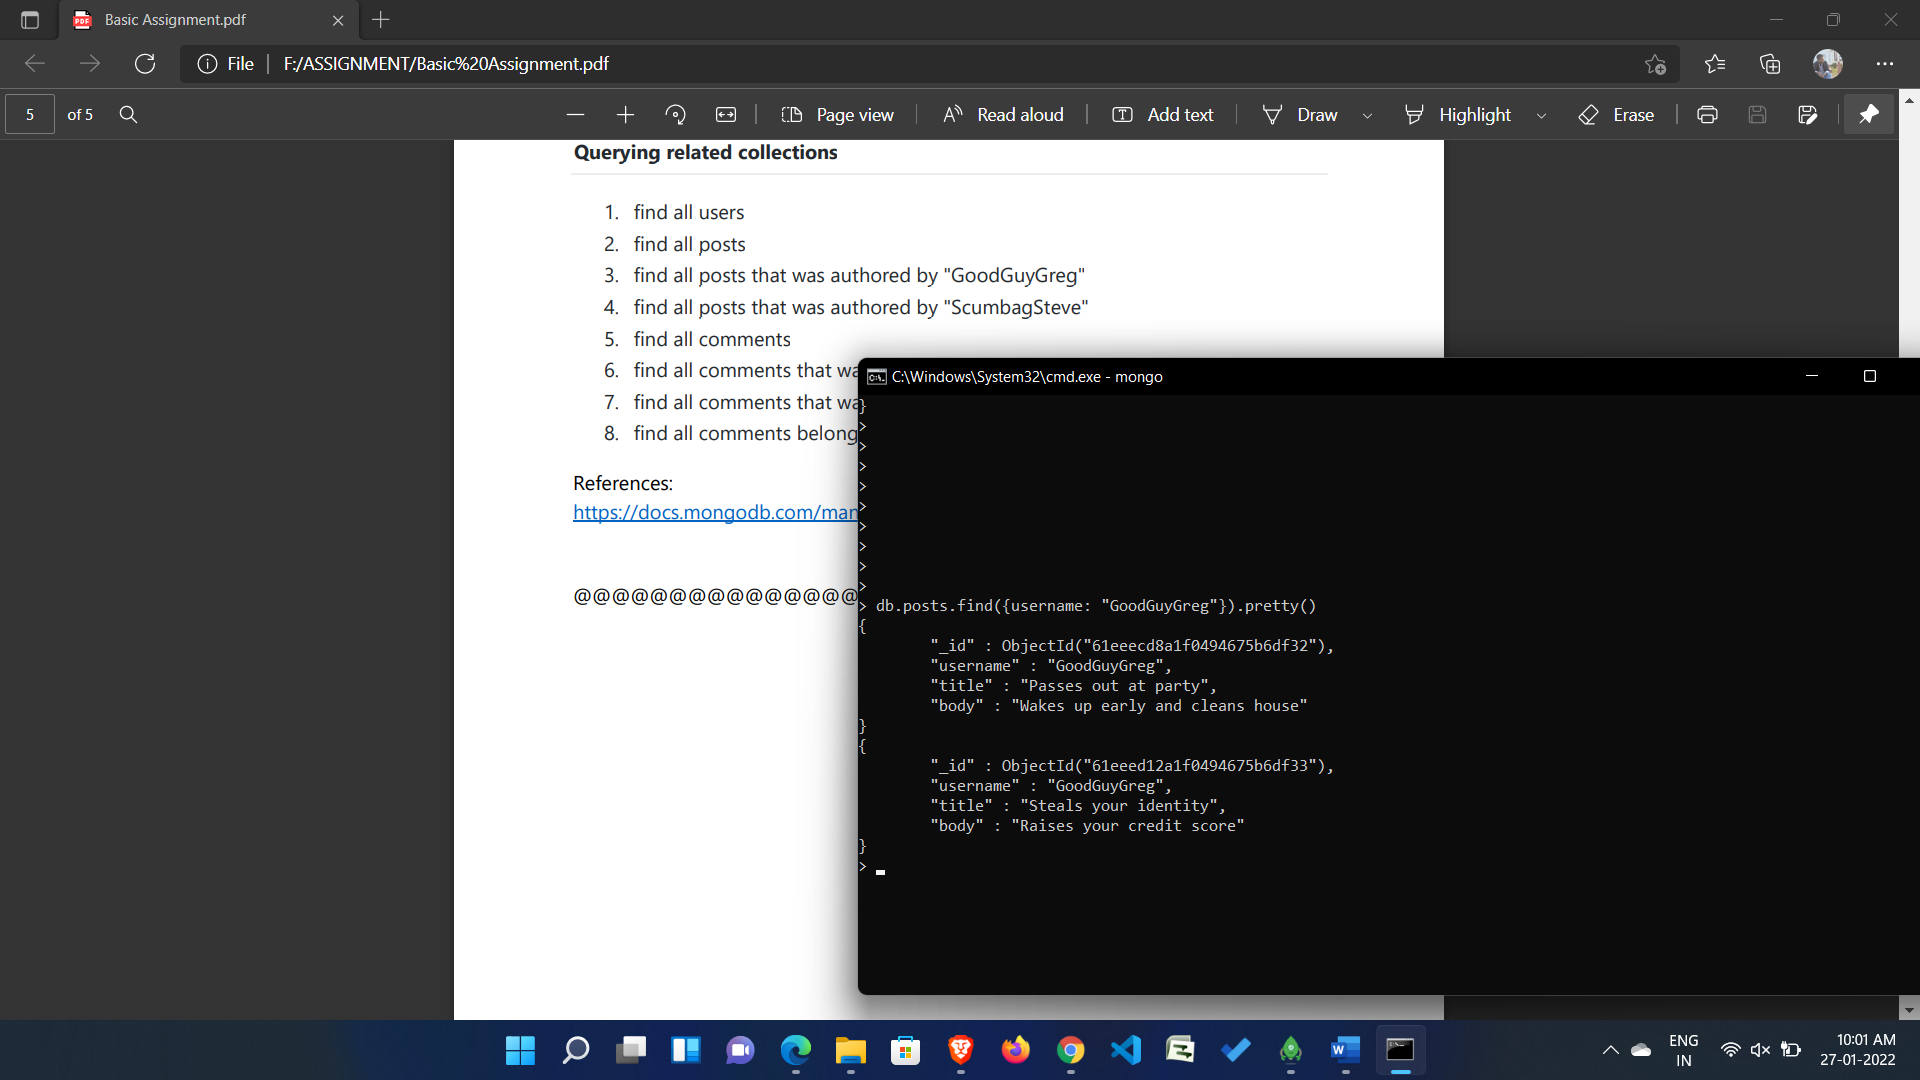 Basic Assignment.pdf
File
F:/ASSIGNMENT/Basic%20Assignment.pdf
5 of 5
Page view
Read aloud
Add text
Draw
Highlight
Erase
Querying related collections
1. find all users
2. find all posts
3. find all posts that was authored by "GoodGuyGreg"
4. find all posts that was authored by "ScumbagSteve"
5. find all comments
6. find all comments that wa
7. find all comments that wa
8. find all comments belong
References:
https://docs.mongodb.com/man
@@@@@@@@@@@@@@@
C:\Windows\System32\cmd.exe - mongo
}
>
>
>
>
>
>
>
>
>
> db.posts.find({username: "GoodGuyGreg"}).pretty()
{
"_id" : ObjectId("61eeecd8a1f0494675b6df32"),
"username" : "GoodGuyGreg",
"title" : "Passes out at party",
"body" : "Wakes up early and cleans house"
}
{
"_id" : ObjectId("61eeed12a1f0494675b6df33"),
"username" : "GoodGuyGreg",
"title" : "Steals your identity",
"body" : "Raises your credit score"
}
>
ENG
IN
10:01 AM
27-01-2022